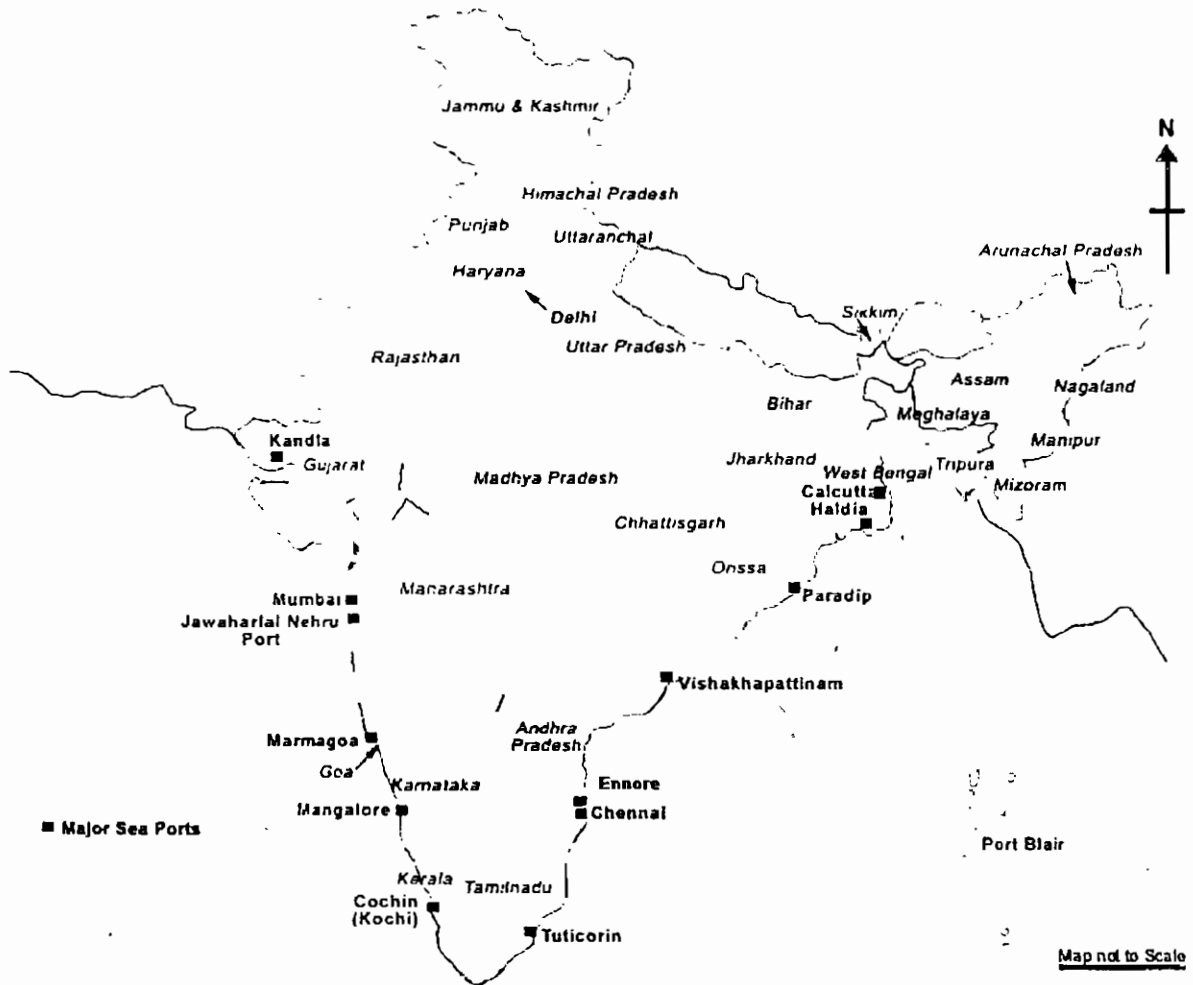 Jammu & Kashmir
N
Himachal Pradesh
Punjab
Uttaranchal
Arunachal Pradesh
Haryana
Delhi
Sikkim
Uttar Pradesh
Rajasthan
Assam
Nagaland
Bihar
Meghalaya
Kandla
Manipur
Gujarat
Jharkhand
Tripura
West Bengal
Madhya Pradesh
Mizoram
Calcutta
Haldia
Chhattisgarh
Orissa
Maharashtra
Paradip
Mumbai
Jawaharlal Nehru
Port
Vishakhapattinam
Andhra
Pradesh
Marmagoa
Goa
Karnataka
Ennore
Mangalore
Chennai
Major Sea Ports
Port Blair
Kerala
Tamilnadu
Cochin
(Kochi)
Tuticorin
Map not to Scale